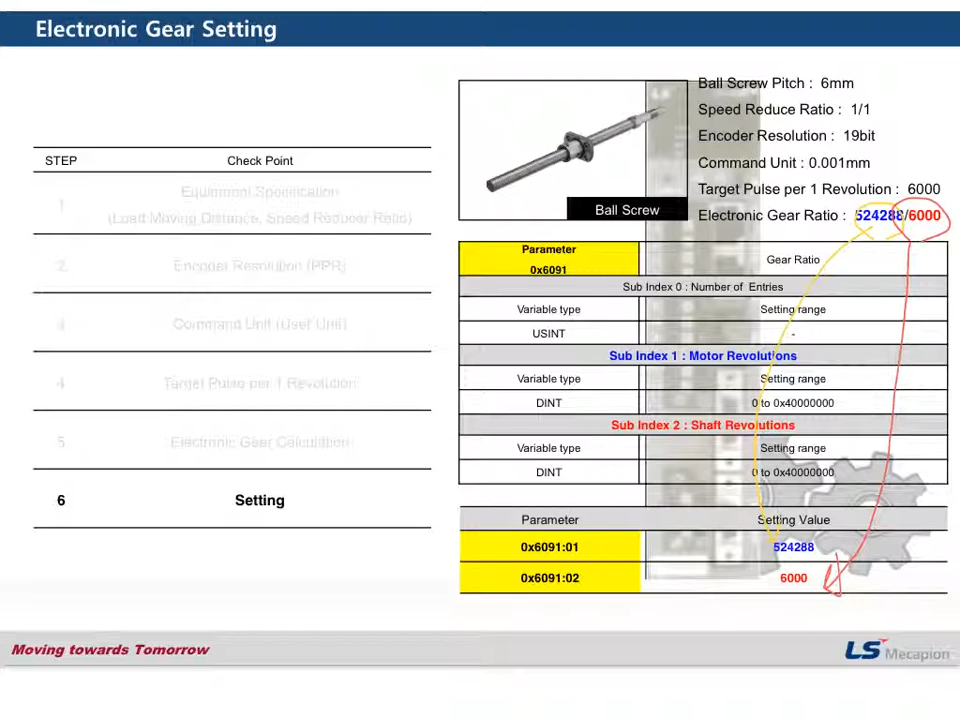 Electronic Gear Setting
STEP Check Point
1 Equipment Specification
(Load Moving Distance, Speed Reducer Ratio)
2 Encoder Resolution (PPR)
3 Command Unit (User Unit)
4 Target Pulse per 1 Revolution
5 Electronic Gear Calculation
6 Setting
Ball Screw
Ball Screw Pitch : 6mm
Speed Reduce Ratio : 1/1
Encoder Resolution : 19bit
Command Unit : 0.001mm
Target Pulse per 1 Revolution : 6000
Electronic Gear Ratio : 524288/6000
Parameter
0x6091
Gear Ratio
Sub Index 0 : Number of Entries
Variable type Setting range
USINT -
Sub Index 1 : Motor Revolutions
Variable type Setting range
DINT 0 to 0x40000000
Sub Index 2 : Shaft Revolutions
Variable type Setting range
DINT 0 to 0x40000000
Parameter Setting Value
0x6091:01 524288
0x6091:02 6000
Moving towards Tomorrow
LS Mecapion